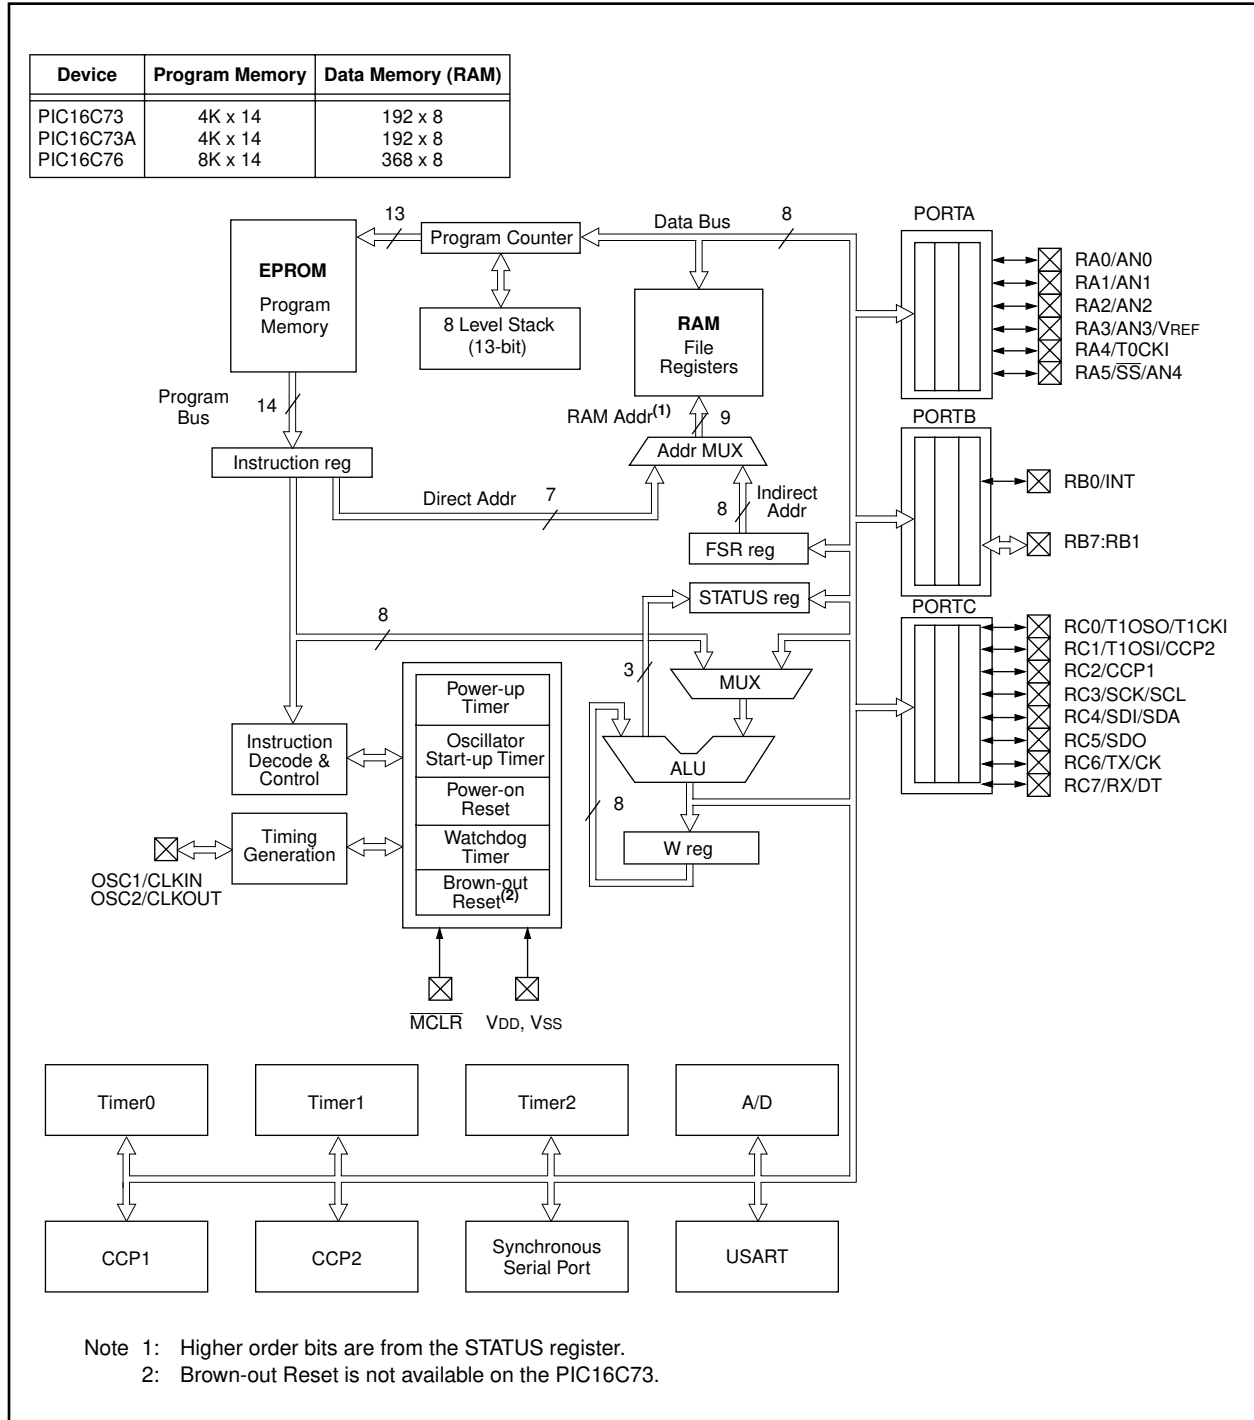 Device Program Memory Data Memory (RAM)
PIC16C73 4K x 14 192 x 8
PIC16C73A 4K x 14 192 x 8
PIC16C76 8K x 14 368 x 8
13
Program Counter
Data Bus
8
PORTA
EPROM
Program
Memory
8 Level Stack
(13-bit)
RAM
File
Registers
RA0/AN0
RA1/AN1
RA2/AN2
RA3/AN3/VREF
RA4/T0CKI
RA5/SS/AN4
Program
Bus
14
RAM Addr(1)
9
PORTB
Instruction reg
Addr MUX
Direct Addr
7
8
Indirect
Addr
RB0/INT
FSR reg
RB7:RB1
STATUS reg
PORTC
8
3
MUX
RC0/T1OSO/T1CKI
RC1/T1OSI/CCP2
RC2/CCP1
RC3/SCK/SCL
RC4/SDI/SDA
RC5/SDO
RC6/TX/CK
RC7/RX/DT
Power-up
Timer
Instruction
Decode &
Control
Oscillator
Start-up Timer
ALU
Power-on
Reset
8
Timing
Generation
Watchdog
Timer
W reg
OSC1/CLKIN
OSC2/CLKOUT
Brown-out
Reset(2)
MCLR
VDD, VSS
Timer0
Timer1
Timer2
A/D
CCP1
CCP2
Synchronous
Serial Port
USART
Note 1: Higher order bits are from the STATUS register.
2: Brown-out Reset is not available on the PIC16C73.